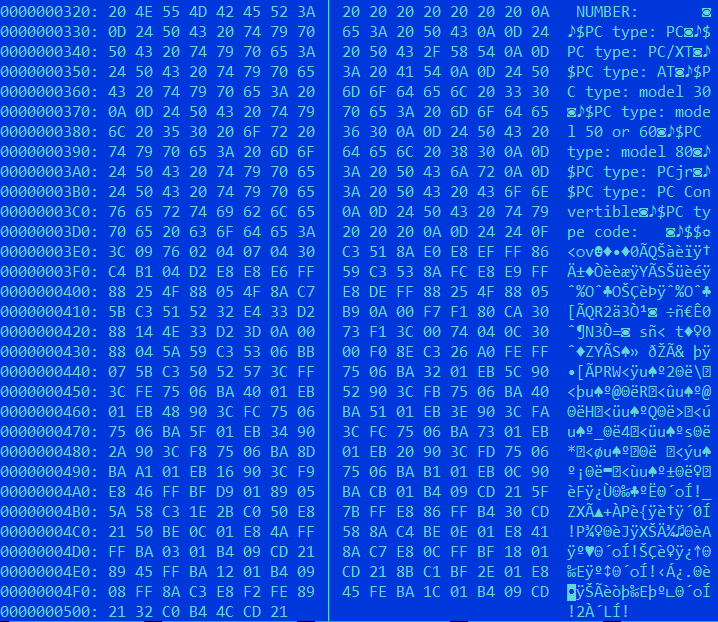 0000000320: 20 4E 55 4D 42 45 52 3A 20 20 20 20 20 20 20 0A  NUMBER:       ◙
0000000330: 0D 24 50 43 20 74 79 70 65 3A 20 50 43 0A 0D 24 ♪$PC type: PC◙♪$
0000000340: 50 43 20 74 79 70 65 3A 20 50 43 2F 58 54 0A 0D PC type: PC/XT◙♪
0000000350: 24 50 43 20 74 79 70 65 3A 20 41 54 0A 0D 24 50 $PC type: AT◙♪$P
0000000360: 43 20 74 79 70 65 3A 20 6D 6F 64 65 6C 20 33 30 C type: model 30
0000000370: 0A 0D 24 50 43 20 74 79 70 65 3A 20 6D 6F 64 65 ◙♪$PC type: mode
0000000380: 6C 20 35 30 20 6F 72 20 36 30 0A 0D 24 50 43 20 l 50 or 60◙♪$PC
0000000390: 74 79 70 65 3A 20 6D 6F 64 65 6C 20 38 30 0A 0D type: model 80◙♪
00000003A0: 24 50 43 20 74 79 70 65 3A 20 50 43 6A 72 0A 0D $PC type: PCjr◙♪
00000003B0: 24 50 43 20 74 79 70 65 3A 20 50 43 20 43 6F 6E $PC type: PC Con
00000003C0: 76 65 72 74 69 62 6C 65 0A 0D 24 50 43 20 74 79 vertible◙♪$PC ty
00000003D0: 70 65 20 63 6F 64 65 3A 20 20 20 0A 0D 24 24 0F pe code:   ◙♪$$☼
00000003E0: 3C 09 76 02 04 07 04 30 C3 51 8A E0 E8 EF FF 86 <ov☻♦•♦0ÃQŠàèïÿ†
00000003F0: C4 B1 04 D2 E8 E8 E6 FF 59 C3 53 8A FC E8 E9 FF Ä±♦ÒèèæÿYÃSŠüèéÿ
0000000400: 88 25 4F 88 05 4F 8A C7 E8 DE FF 88 25 4F 88 05 ˆ%Oˆ♣OŠÇèÞÿˆ%Oˆ♣
0000000410: 5B C3 51 52 32 E4 33 D2 B9 0A 00 F7 F1 80 CA 30 [ÃQR2ä3Ò¹◙ ÷ñ€Ê0
0000000420: 88 14 4E 33 D2 3D 0A 00 73 F1 3C 00 74 04 0C 30 ˆ¶N3Ò=◙ sñ< t♦♀0
0000000430: 88 04 5A 59 C3 53 06 BB 00 F0 8E C3 26 A0 FE FF ˆ♦ZYÃS♠» ðŽÃ& þÿ
0000000440: 07 5B C3 50 52 57 3C FF 75 06 BA 32 01 EB 5C 90 •[ÃPRW<ÿu♠º2☺ë\
0000000450: 3C FE 75 06 BA 40 01 EB 52 90 3C FB 75 06 BA 40 <þu♠º@☺ëR<ûu♠º@
0000000460: 01 EB 48 90 3C FC 75 06 BA 51 01 EB 3E 90 3C FA ☺ëH<üu♠ºQ☺ë><ú
0000000470: 75 06 BA 5F 01 EB 34 90 3C FC 75 06 BA 73 01 EB u♠º_☺ë4<üu♠ºs☺ë
0000000480: 2A 90 3C F8 75 06 BA 8D 01 EB 20 90 3C FD 75 06 *<øu♠º☺ë <ýu♠
0000000490: BA A1 01 EB 16 90 3C F9 75 06 BA B1 01 EB 0C 90 º¡☺ë▬<ùu♠º±☺ë♀
00000004A0: E8 46 FF BF D9 01 89 05 BA CB 01 B4 09 CD 21 5F èFÿ¿Ù☺‰♣ºË☺´oÍ!_
00000004B0: 5A 58 C3 1E 2B C0 50 E8 7B FF E8 86 FF B4 30 CD ZXÃ▲+ÀPè{ÿè†ÿ´0Í
00000004C0: 21 50 BE 0C 01 E8 4A FF 58 8A C4 BE 0E 01 E8 41 !P¾♀☺èJÿXŠÄ¾♫☺èA
00000004D0: FF BA 03 01 B4 09 CD 21 8A C7 E8 0C FF BF 18 01 ÿº♥☺´oÍ!ŠÇè♀ÿ¿↑☺
00000004E0: 89 45 FF BA 12 01 B4 09 CD 21 8B C1 BF 2E 01 E8 ‰Eÿº↕☺´oÍ!‹Á¿.☺è
00000004F0: 08 FF 8A C3 E8 F2 FE 89 45 FE BA 1C 01 B4 09 CD ◘ÿŠÃèòþ‰Eþº∟☺´oÍ
0000000500: 21 32 C0 B4 4C CD 21 !2À´LÍ!